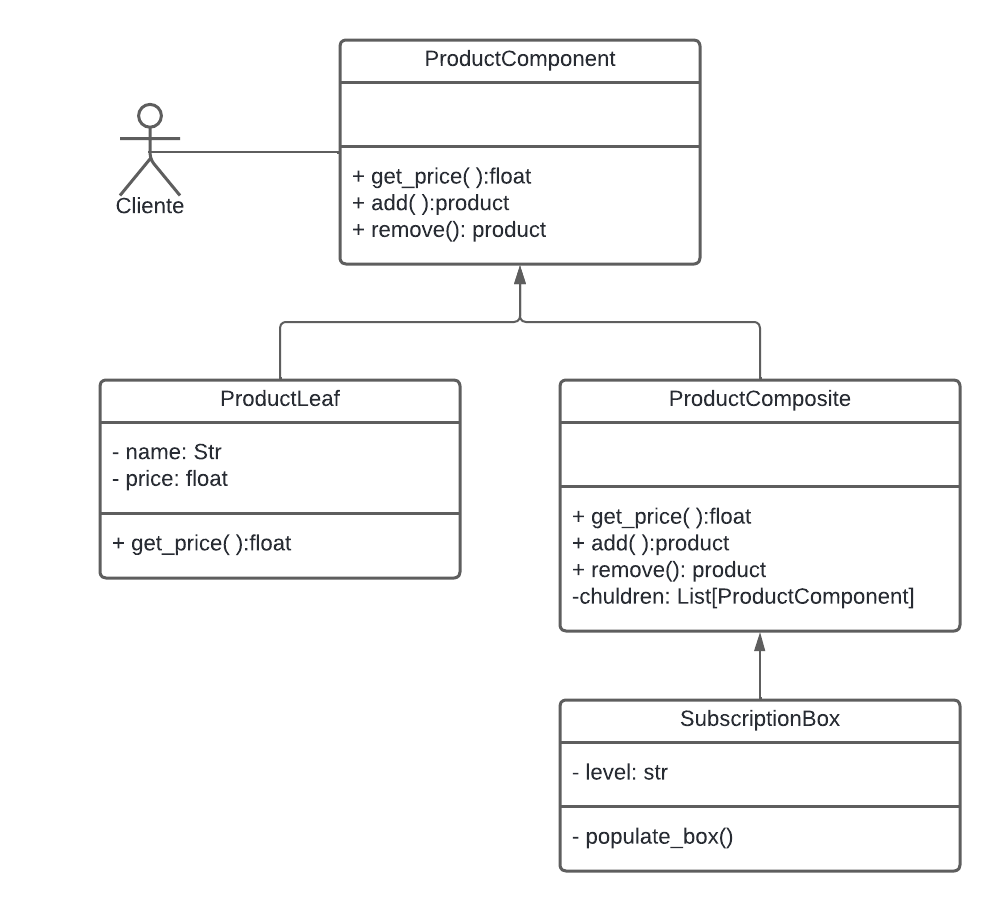 ProductComponent
+ get_price( ):float
+ add( ):product
+ remove(): product
Cliente
ProductLeaf
- name: Str
- price: float
+ get_price( ):float
ProductComposite
+ get_price( ):float
+ add( ):product
+ remove(): product
-chuldren: List[ProductComponent]
SubscriptionBox
- level: str
- populate_box()